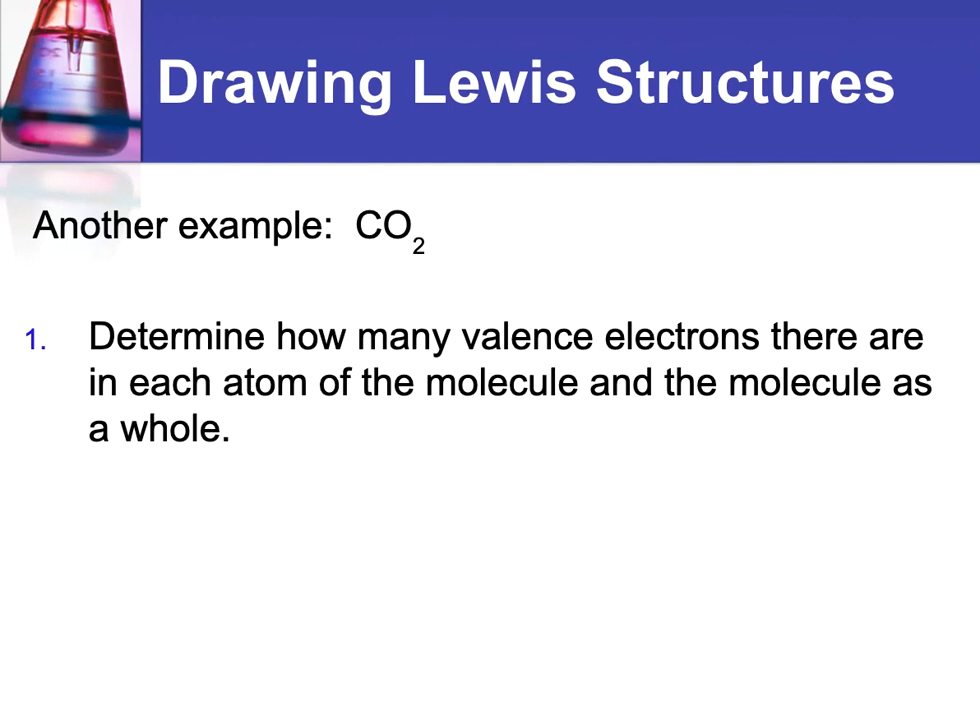 Drawing Lewis Structures
Another example: CO₂
1. Determine how many valence electrons there are
in each atom of the molecule and the molecule as
a whole.